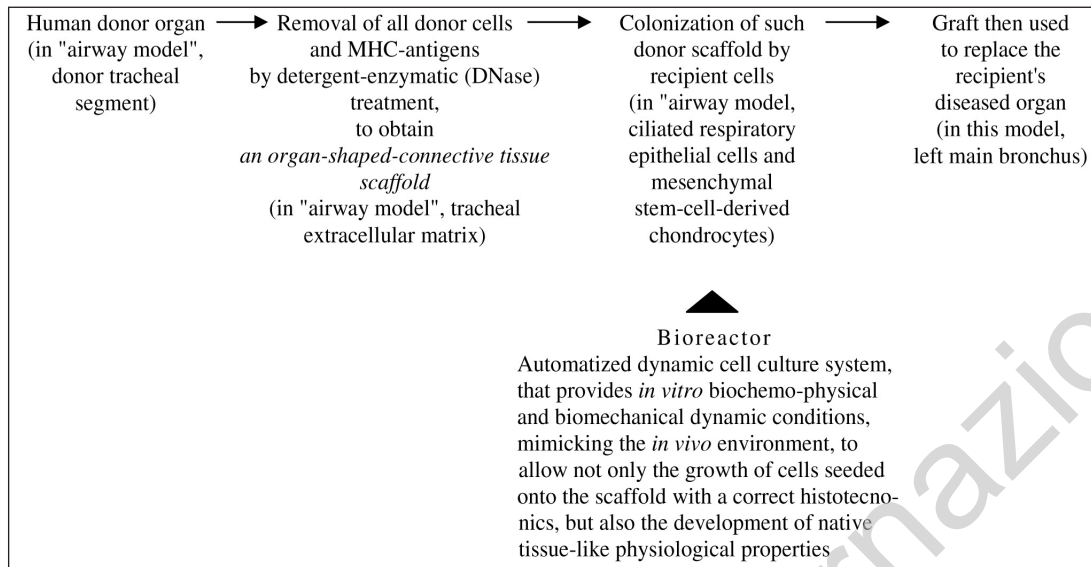 Human donor organ
(in "airway model",
donor tracheal
segment)
Removal of all donor cells
and MHC-antigens
by detergent-enzymatic (DNase)
treatment,
to obtain
an organ-shaped-connective tissue
scaffold
(in "airway model", tracheal
extracellular matrix)
Colonization of such
donor scaffold by
recipient cells
(in "airway model,
ciliated respiratory
epithelial cells and
mesenchymal
stem-cell-derived
chondrocytes)
Graft then used
to replace the
recipient's
diseased organ
(in this model,
left main bronchus)
Bioreactor
Automatized dynamic cell culture system,
that provides in vitro biochemo-physical
and biomechanical dynamic conditions,
mimicking the in vivo environment, to
allow not only the growth of cells seeded
onto the scaffold with a correct histotecno-
nics, but also the development of native
tissue-like physiological properties